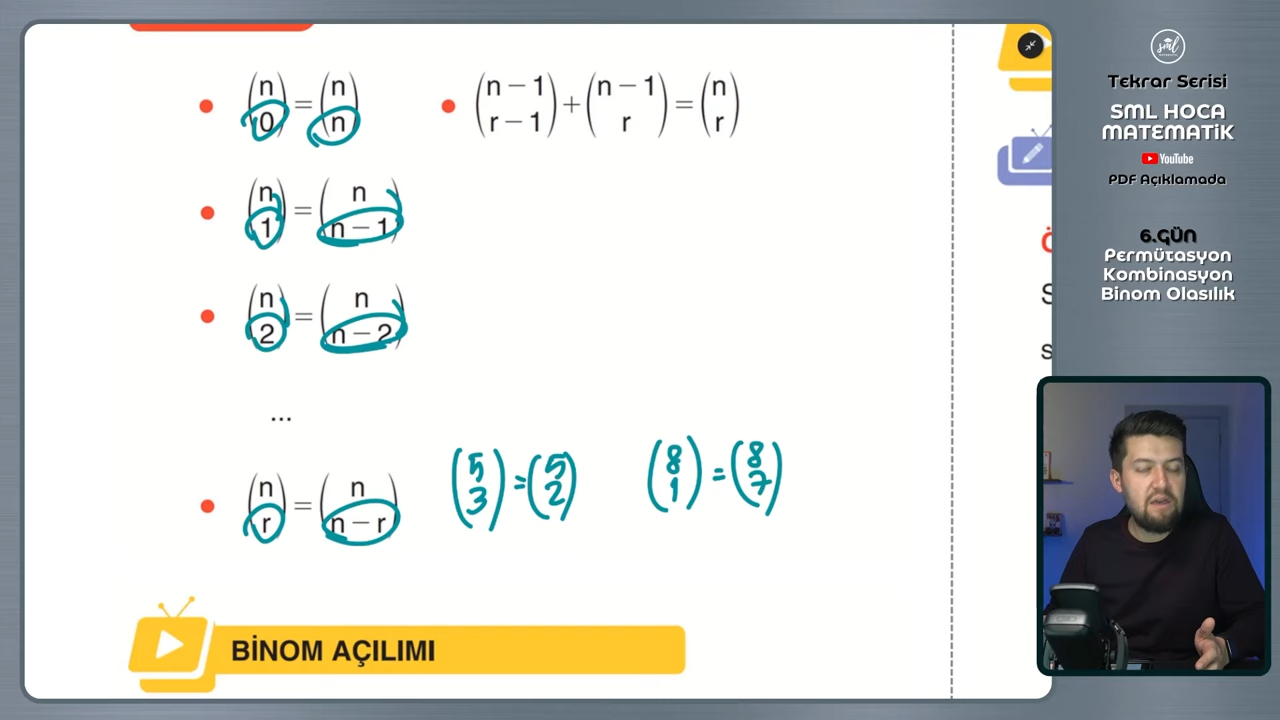 (n 0) = (n n)
(n − 1 r − 1) + (n − 1 r) = (n r)
(n 1) = (n n − 1)
(n 2) = (n n − 2)
...
(n r) = (n n − r)
(5 3) = (5 2)
(8 1) = (8 7)
BİNOM AÇILIMI
sml
Tekrar Serisi
SML HOCA
MATEMATİK
YouTube
PDF Açıklamada
6.GÜN
Permütasyon
Kombinasyon
Binom Olasılık